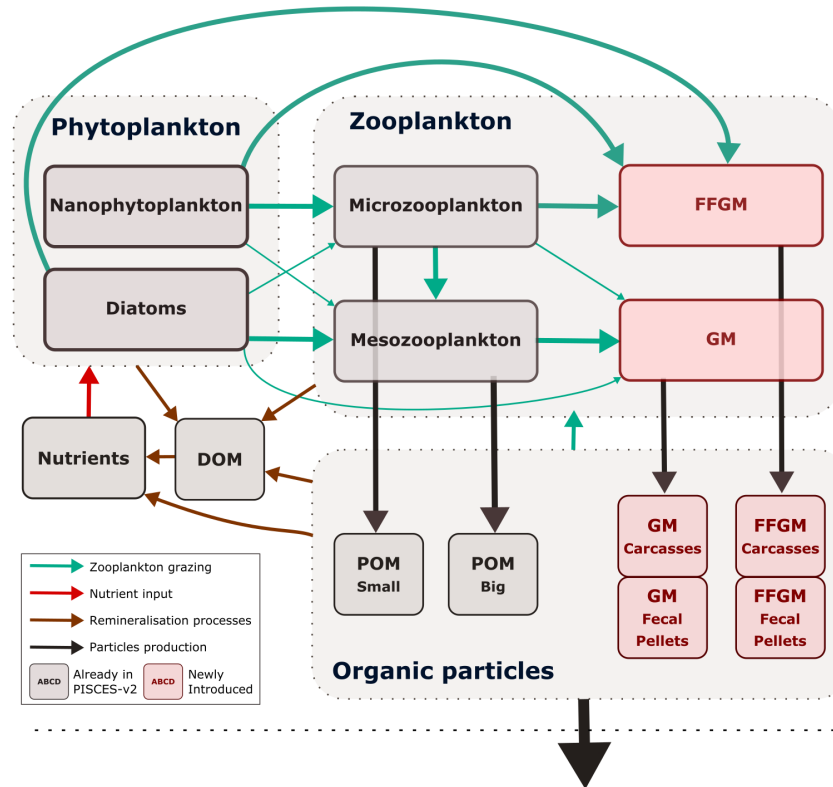 Phytoplankton
Zooplankton
Nanophytoplankton
Microzooplankton
FFGM
Diatoms
Mesozooplankton
GM
Nutrients
DOM
POM
Small
POM
Big
GM
Carcasses
FFGM
Carcasses
GM
Fecal
Pellets
FFGM
Fecal
Pellets
Organic particles
Zooplankton grazing
Nutrient input
Remineralisation processes
Particles production
ABCD
Already in
PISCES-v2
ABCD
Newly
Introduced